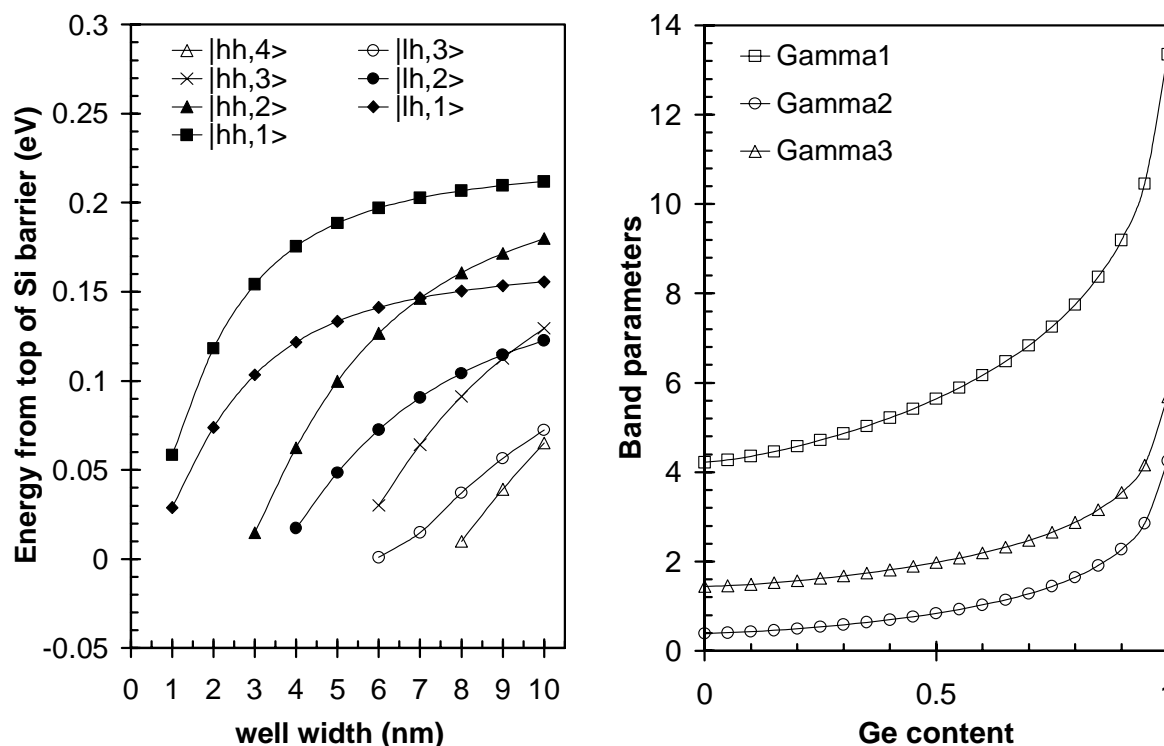 0.3
0.25
0.2
0.15
0.1
0.05
0
-0.05
Energy from top of Si barrier (eV)
|hh,4>
|lh,3>
|hh,3>
|lh,2>
|hh,2>
|lh,1>
|hh,1>
0 1 2 3 4 5 6 7 8 9 10
well width (nm)
14
12
10
8
6
4
2
0
Band parameters
Gamma1
Gamma2
Gamma3
0 0.5 1
Ge content